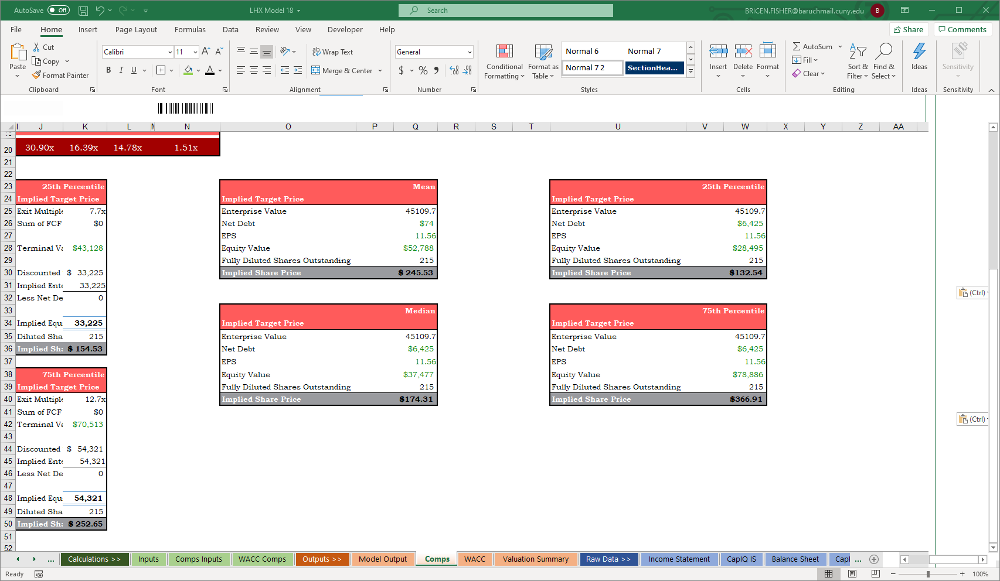 AutoSave Off LHX Model 18 Search BRICEN.FISHER@baruchmail.cuny.edu B
File Home Insert Page Layout Formulas Data Review View Developer Help Share Comments
Paste Cut Copy Format Painter Clipboard
Calibri 11 B I U A Font
Wrap Text Merge & Center Alignment
General $ % Number
Conditional Formatting Format as Table Normal 6 Normal 7 Normal 7 2 SectionHea... Styles
Insert Delete Format Cells
AutoSum Fill Clear Sort & Filter Find & Select Editing
Ideas Ideas
Sensitivity Sensitivity
I J K L N O P Q R S T U V W X Y Z AA
20 30.90x 16.39x 14.78x 1.51x
21
22
23 25th Percentile Mean 25th Percentile
24 Implied Target Price Implied Target Price Implied Target Price
25 Exit Multiple 7.7x Enterprise Value 45109.7 Enterprise Value 45109.7
26 Sum of FCF $0 Net Debt $74 Net Debt $6,425
27 EPS 11.56 EPS 11.56
28 Terminal Va $43,128 Equity Value $52,788 Equity Value $28,495
29 Fully Diluted Shares Outstanding 215 Fully Diluted Shares Outstanding 215
30 Discounted $ 33,225 Implied Share Price $ 245.53 Implied Share Price $132.54
31 Implied Ente 33,225
32 Less Net De 0 (Ctrl)
33 Median 75th Percentile
34 Implied Equ 33,225 Implied Target Price Implied Target Price
35 Diluted Sha 215 Enterprise Value 45109.7 Enterprise Value 45109.7
36 Implied Sh $ 154.53 Net Debt $6,425 Net Debt $6,425
37 EPS 11.56 EPS 11.56
38 75th Percentile Equity Value $37,477 Equity Value $78,886
39 Implied Target Price Fully Diluted Shares Outstanding 215 Fully Diluted Shares Outstanding 215
40 Exit Multiple 12.7x Implied Share Price $174.31 Implied Share Price $366.91
41 Sum of FCF $0
42 Terminal Va $70,513 (Ctrl)
43
44 Discounted $ 54,321
45 Implied Ente 54,321
46 Less Net De 0
47
48 Implied Equ 54,321
49 Diluted Sha 215
50 Implied Sh $ 252.65
51
52
... Calculations >> Inputs Comps Inputs WACC Comps Outputs >> Model Output Comps WACC Valuation Summary Raw Data >> Income Statement CapIQ IS Balance Sheet CapI ...
Ready 100%